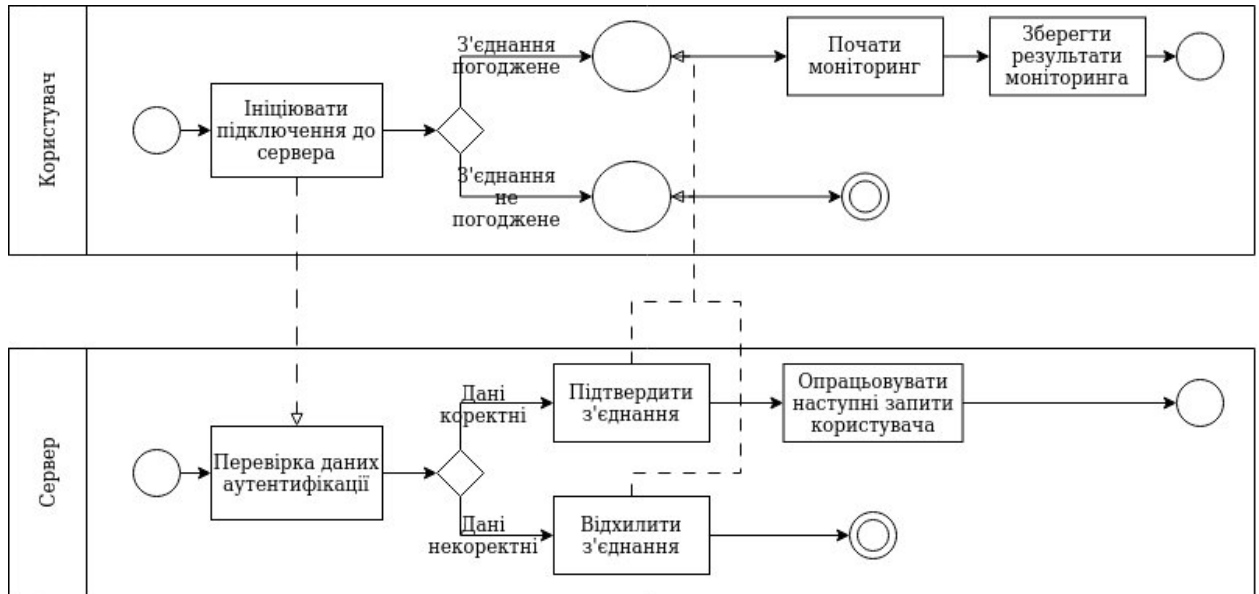 Користувач
Ініціювати
підключення до
сервера
З'єднання
погоджене
З'єднання
не
погоджене
Почати
моніторинг
Зберегти
результати
моніторинга
Сервер
Перевірка даних
аутентифікації
Дані
коректні
Дані
некоректні
Підтвердити
з'єднання
Відхилити
з'єднання
Опрацьовувати
наступні запити
користувача